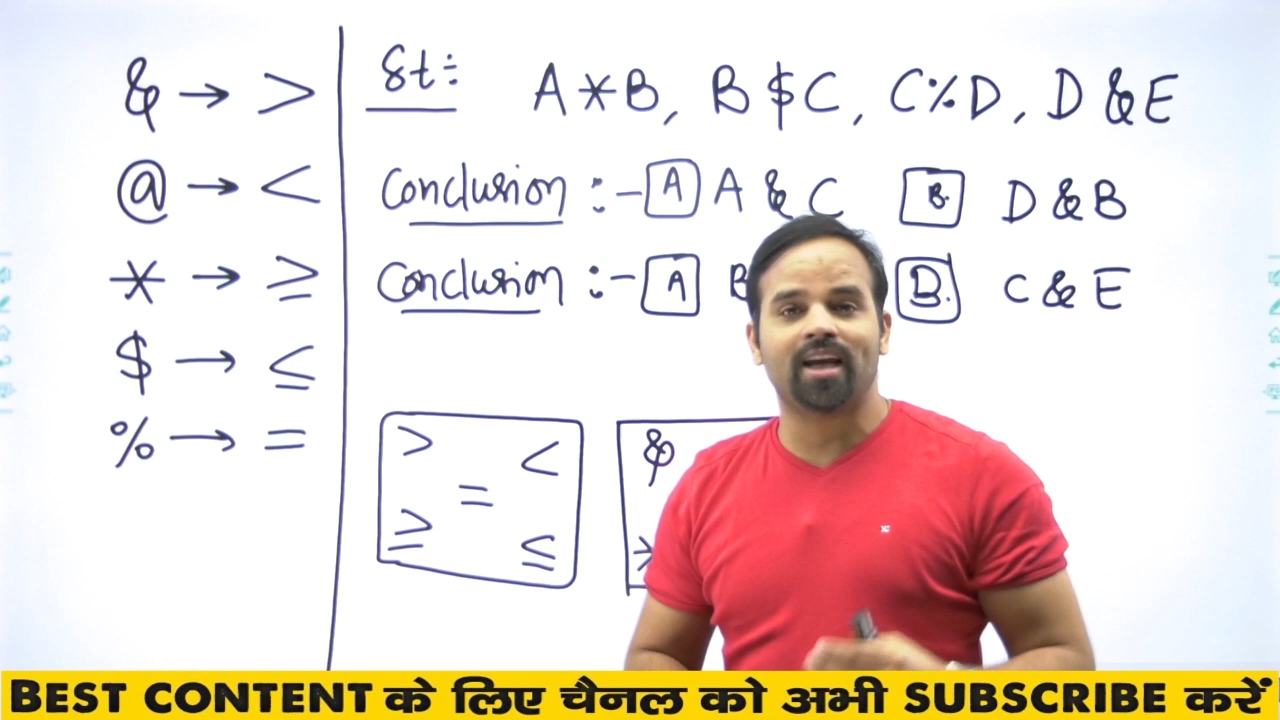 & → >
@ → <
* → ≥
$ → ≤
% → =
St:- A * B, B $ C, C % D, D & E
Conclusion :- A A & C B. D & B
Conclusion :- A B B. C & E
> <
=
≥ ≤
&
*
BEST CONTENT के लिए चैनल को अभी SUBSCRIBE करें